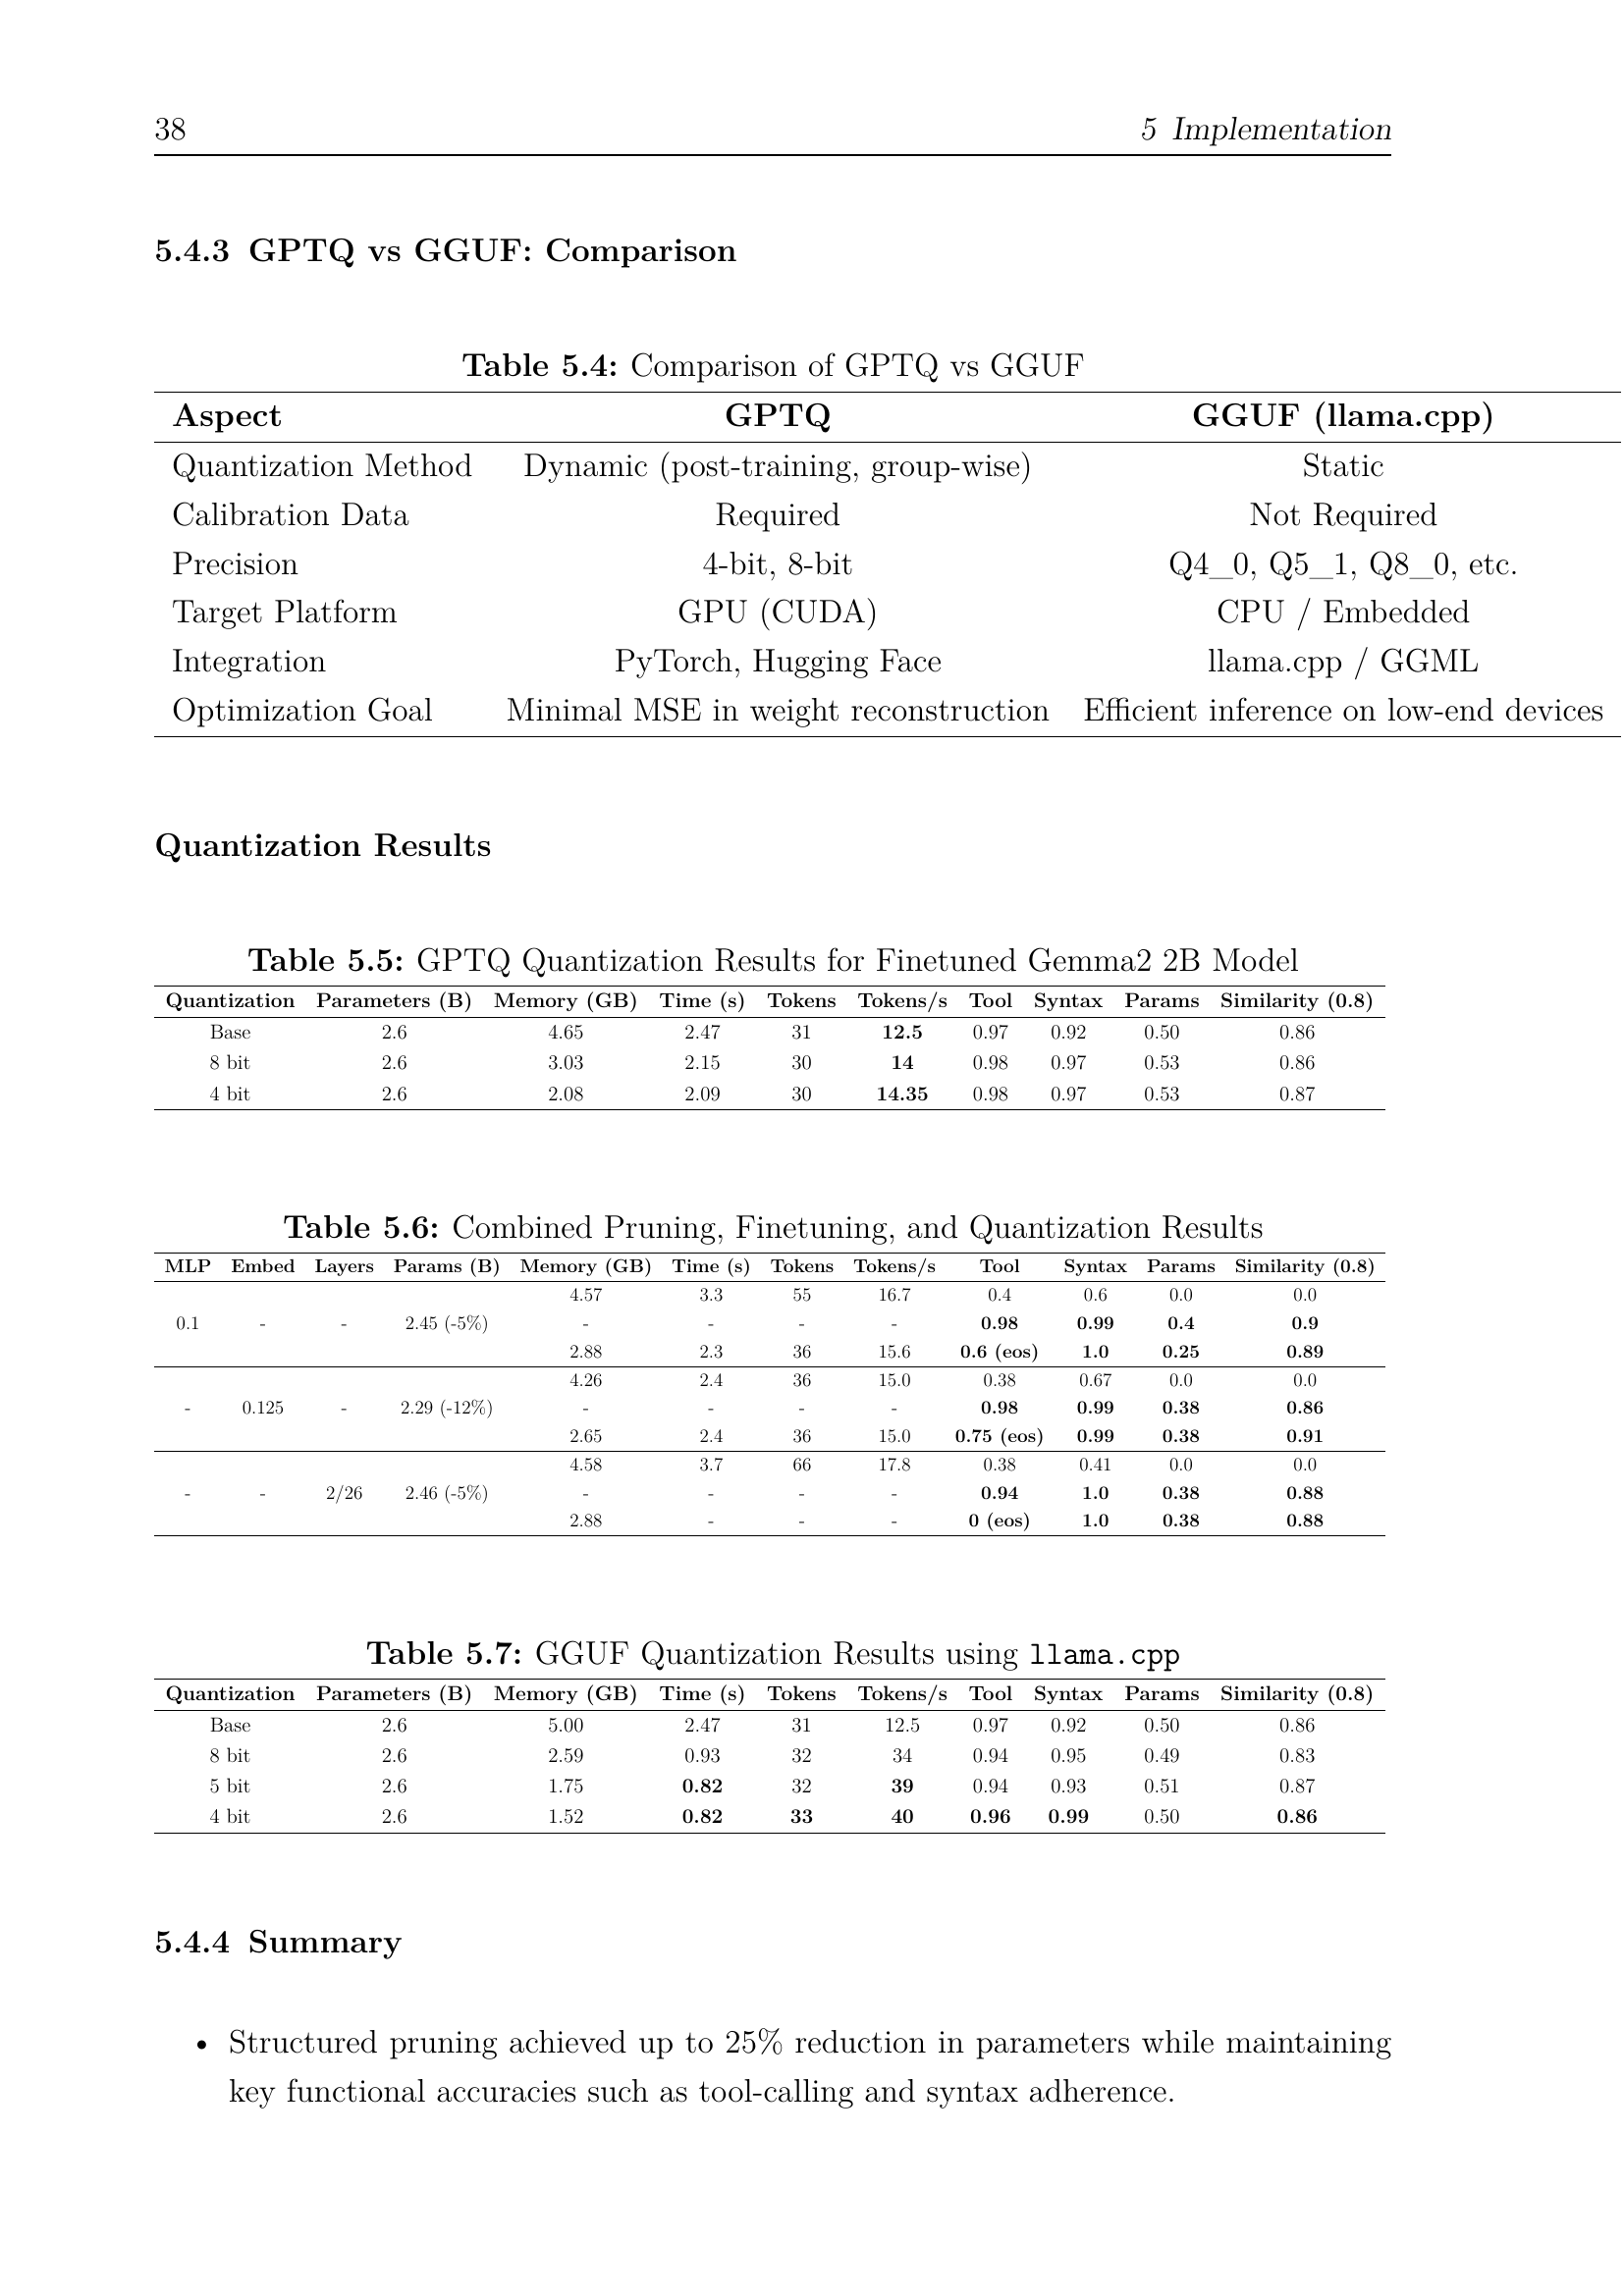 38 5 Implementation
5.4.3 GPTQ vs GGUF: Comparison
Table 5.4: Comparison of GPTQ vs GGUF
Aspect GPTQ GGUF (llama.cpp)
Quantization Method Dynamic (post-training, group-wise) Static
Calibration Data Required Not Required
Precision 4-bit, 8-bit Q4_0, Q5_1, Q8_0, etc.
Target Platform GPU (CUDA) CPU / Embedded
Integration PyTorch, Hugging Face llama.cpp / GGML
Optimization Goal Minimal MSE in weight reconstruction Efficient inference on low-end devices
Quantization Results
Table 5.5: GPTQ Quantization Results for Finetuned Gemma2 2B Model
Quantization Parameters (B) Memory (GB) Time (s) Tokens Tokens/s Tool Syntax Params Similarity (0.8)
Base 2.6 4.65 2.47 31 12.5 0.97 0.92 0.50 0.86
8 bit 2.6 3.03 2.15 30 14 0.98 0.97 0.53 0.86
4 bit 2.6 2.08 2.09 30 14.35 0.98 0.97 0.53 0.87
Table 5.6: Combined Pruning, Finetuning, and Quantization Results
MLP Embed Layers Params (B) Memory (GB) Time (s) Tokens Tokens/s Tool Syntax Params Similarity (0.8)
4.57 3.3 55 16.7 0.4 0.6 0.0 0.0
0.1 - - 2.45 (-5%) - - - - 0.98 0.99 0.4 0.9
2.88 2.3 36 15.6 0.6 (eos) 1.0 0.25 0.89
4.26 2.4 36 15.0 0.38 0.67 0.0 0.0
- 0.125 - 2.29 (-12%) - - - - 0.98 0.99 0.38 0.86
2.65 2.4 36 15.0 0.75 (eos) 0.99 0.38 0.91
4.58 3.7 66 17.8 0.38 0.41 0.0 0.0
- - 2/26 2.46 (-5%) - - - - 0.94 1.0 0.38 0.88
2.88 - - - 0 (eos) 1.0 0.38 0.88
Table 5.7: GGUF Quantization Results using llama.cpp
Quantization Parameters (B) Memory (GB) Time (s) Tokens Tokens/s Tool Syntax Params Similarity (0.8)
Base 2.6 5.00 2.47 31 12.5 0.97 0.92 0.50 0.86
8 bit 2.6 2.59 0.93 32 34 0.94 0.95 0.49 0.83
5 bit 2.6 1.75 0.82 32 39 0.94 0.93 0.51 0.87
4 bit 2.6 1.52 0.82 33 40 0.96 0.99 0.50 0.86
5.4.4 Summary
• Structured pruning achieved up to 25% reduction in parameters while maintaining
key functional accuracies such as tool-calling and syntax adherence.